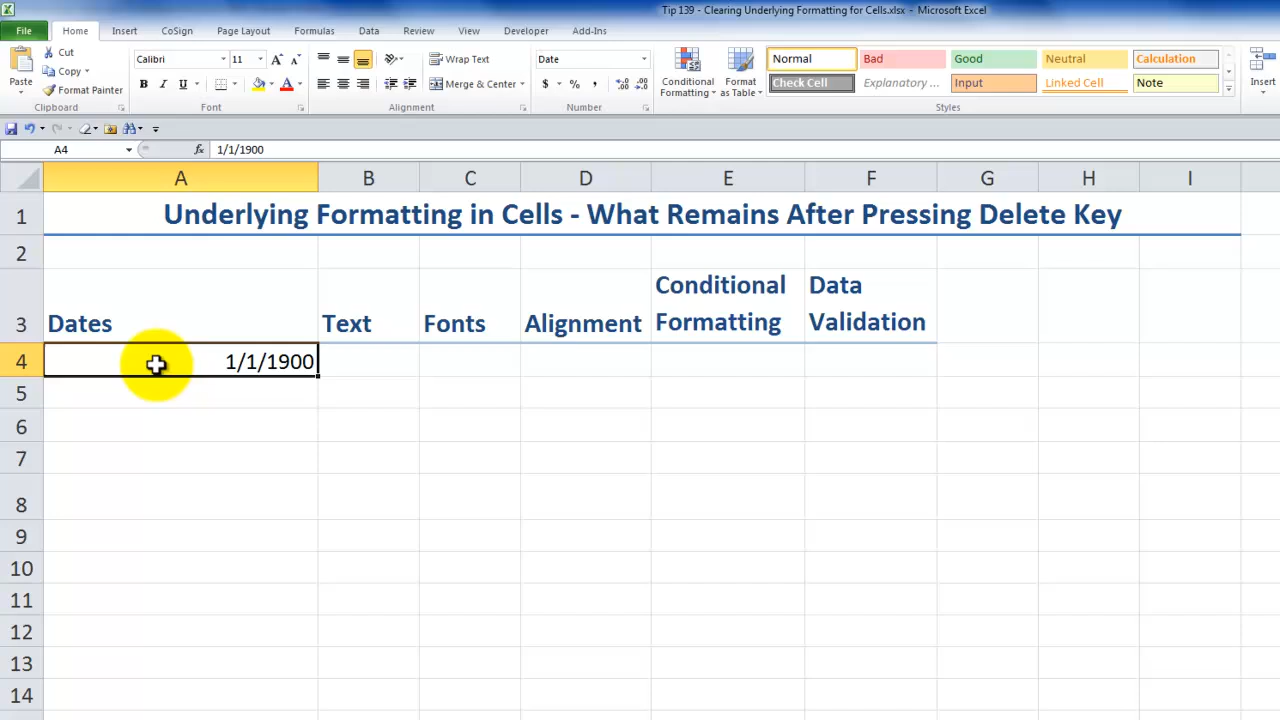 Tip 139 - Clearing Underlying Formatting for Cells.xlsx - Microsoft Excel
File Home Insert CoSign Page Layout Formulas Data Review View Developer Add-Ins
Cut
Copy
Format Painter
Paste
Clipboard
Calibri 11
B I U
Font
Wrap Text
Merge & Center
Alignment
Date
$ % ,
Number
Conditional
Formatting
Format
as Table
Normal Bad Good Neutral Calculation
Check Cell Explanatory ... Input Linked Cell Note
Styles
Insert
A4 fx 1/1/1900
A B C D E F G H I
1 Underlying Formatting in Cells - What Remains After Pressing Delete Key
2
Conditional Data
3 Dates Text Fonts Alignment Formatting Validation
4 1/1/1900
5
6
7
8
9
10
11
12
13
14